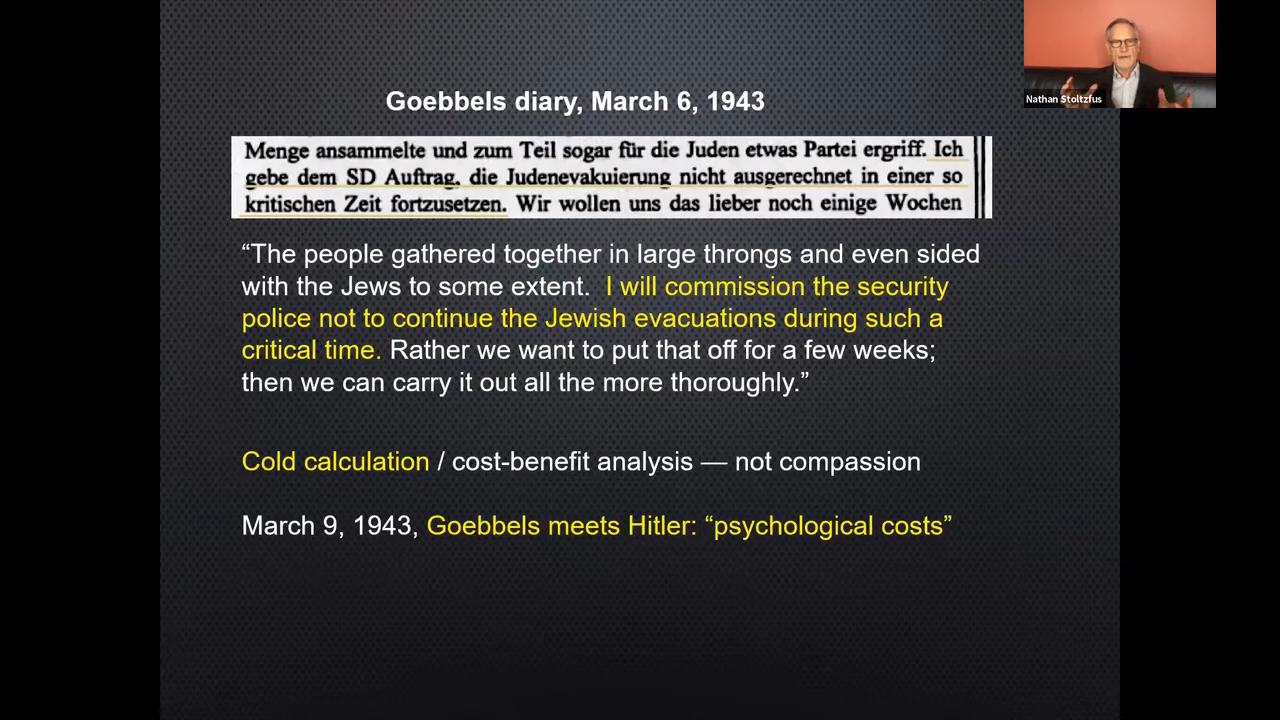 Nathan Stoltzfus
Goebbels diary, March 6, 1943
Menge ansammelte und zum Teil sogar für die Juden etwas Partei ergriff. Ich
gebe dem SD Auftrag, die Judenevakuierung nicht ausgerechnet in einer so
kritischen Zeit fortzusetzen. Wir wollen uns das lieber noch einige Wochen
“The people gathered together in large throngs and even sided
with the Jews to some extent. I will commission the security
police not to continue the Jewish evacuations during such a
critical time. Rather we want to put that off for a few weeks;
then we can carry it out all the more thoroughly.”
Cold calculation / cost-benefit analysis — not compassion
March 9, 1943, Goebbels meets Hitler: “psychological costs”